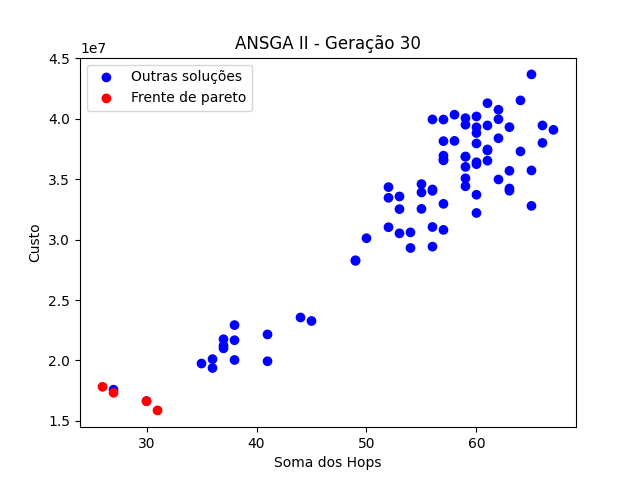 ANSGA II - Geração 30
1e7
Outras soluções
Frente de pareto
4.5
4.0
3.5
3.0
2.5
2.0
1.5
Custo
30 40 50 60
Soma dos Hops